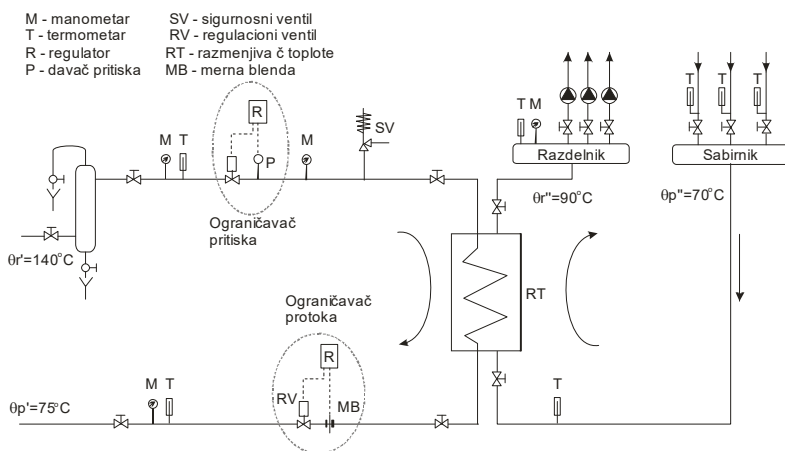 M - manometar
T - termometar
R - regulator
P - davač pritiska
SV - sigurnosni ventil
RV - regulacioni ventil
RT - razmenjiva č toplote
MB - merna blenda
R
SV
M
T
P
M
T
M
T
T
T
Razdelnik
Sabirnik
Ograničavač
pritiska
θr''=90°C
θp''=70°C
θr'=140°C
RT
Ograničavač
protoka
R
θp'=75°C
M
T
RV
MB
T